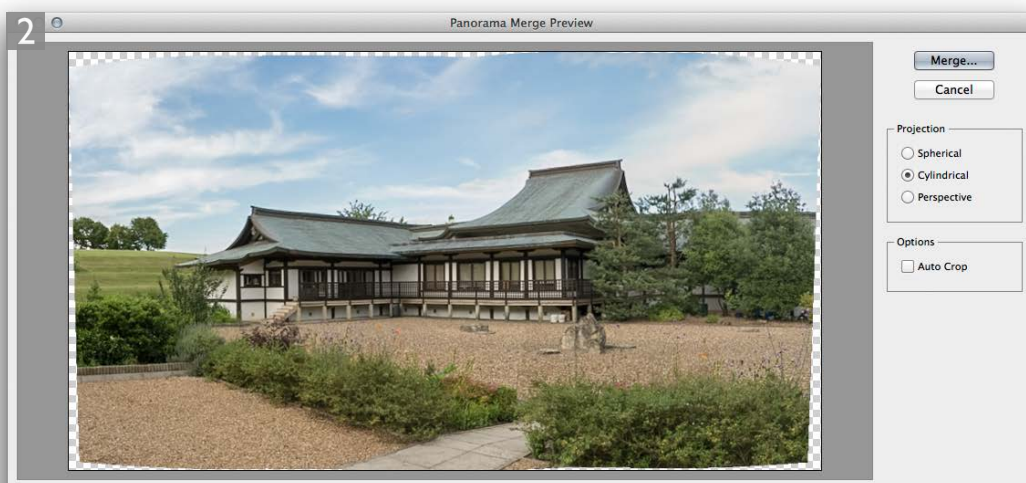 2
Panorama Merge Preview
Merge...
Cancel
Projection
Spherical
Cylindrical
Perspective
Options
Auto Crop